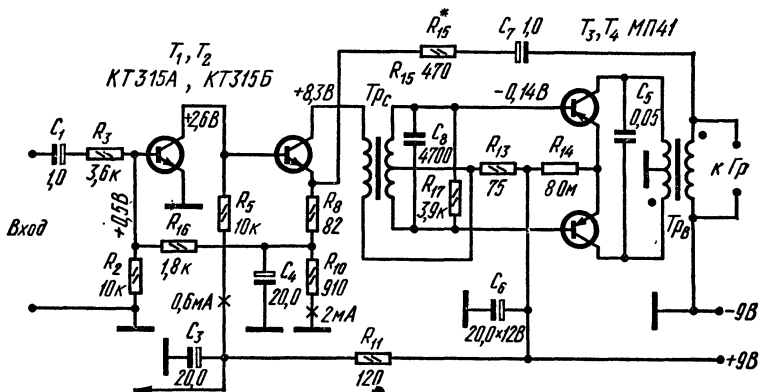 R15* C7 1,0 T3, T4 МП41
T1, T2
КТ315А , КТ315Б
R15 470
+2,6В
+8,3В
Трс
-0,14В
C5
0,05
C1
1,0
R3
3,6к
C8
4700
R13
75
R14
8 Ом
к Гр
+0,5В
R5
10к
R8
82
R17
3,9к
Вход
R16
1,8к
R2
10к
C4
20,0
R10
910
ТрВ
0,6мА
2мА
C6
20,0×12В
-9В
C3
20,0
R11
120
+9В